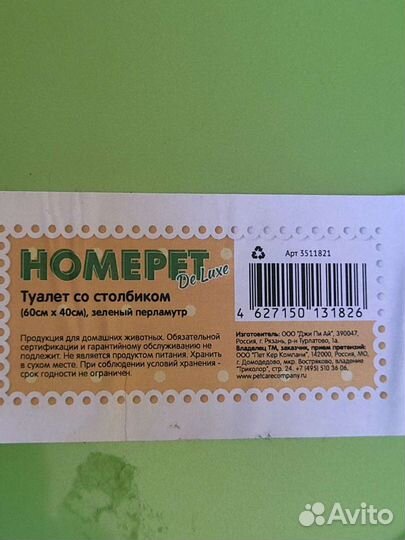 HOMEPET
De Luxe
Туалет со столбиком
(60см х 40см), зеленый перламутр
Продукция для домашних животных. Обязательной
сертификации и гарантийному обслуживанию не
подлежит. Не является продуктом питания. Хранить
в сухом месте. При соблюдении условий хранения -
срок годности не ограничен.
Арт 3511821
4 627150 131826
Изготовитель: ООО "Джи Пи Ай", 390047,
Россия, г. Рязань, р-н Турлатово, 1а.
Владелец ТМ, заказчик, прием претензий:
ООО "Пет Кер Компани", 142000, Россия, МО,
г. Домодедово, мкр. Востряково, владение
"Триколор", стр. 24. +7 (495) 510 36 06.
www.petcarecompany.ru
Avito